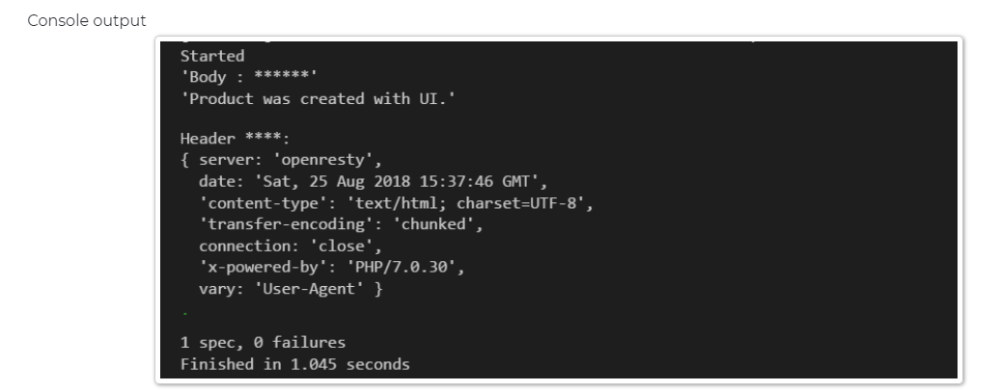 Console output
Started
'Body : ******'
'Product was created with UI.'
Header ****:
{ server: 'openresty',
date: 'Sat, 25 Aug 2018 15:37:46 GMT',
'content-type': 'text/html; charset=UTF-8',
'transfer-encoding': 'chunked',
connection: 'close',
'x-powered-by': 'PHP/7.0.30',
vary: 'User-Agent' }
.
1 spec, 0 failures
Finished in 1.045 seconds